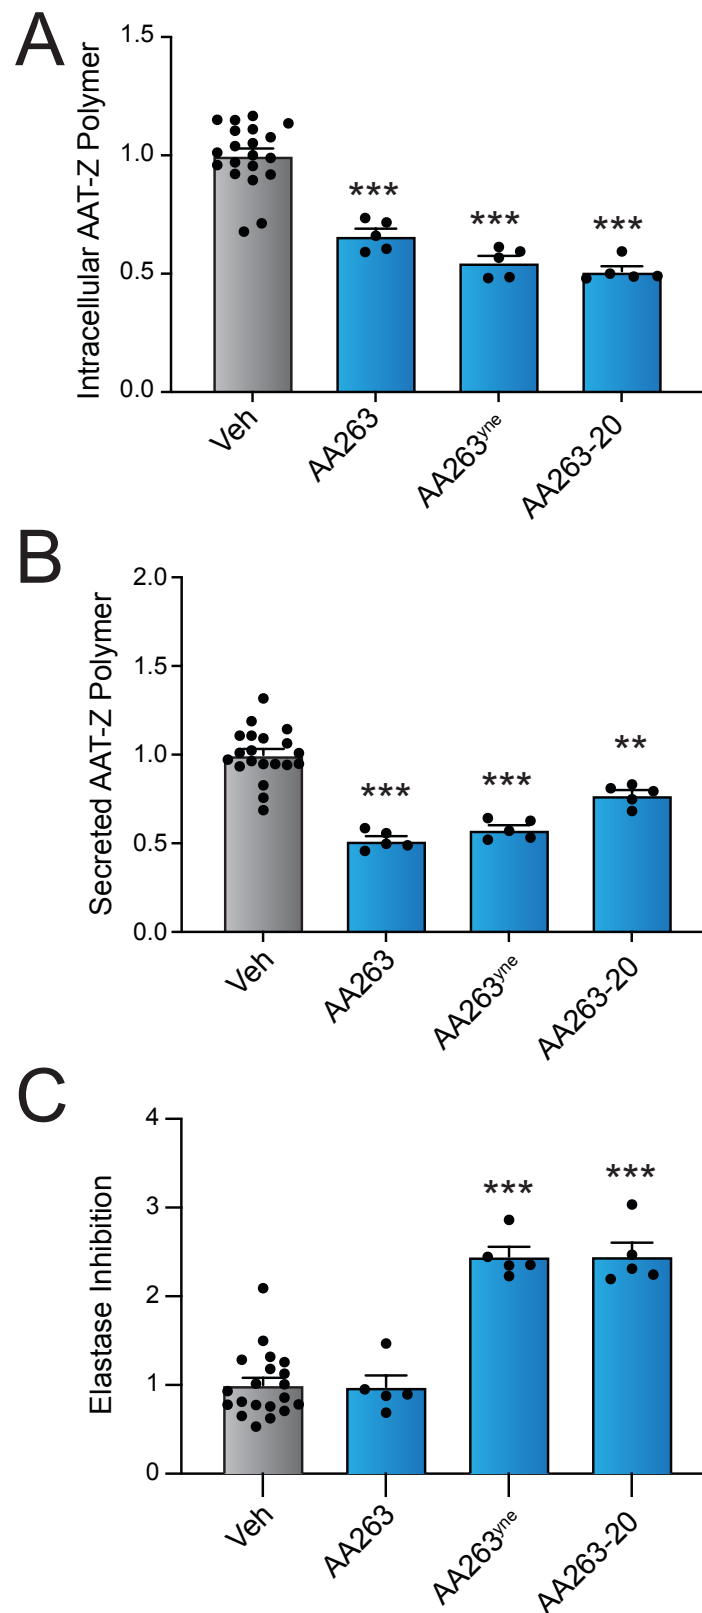 A
Intracellular AAT-Z Polymer
1.5
1.0
0.5
0.0
***
***
***
Veh
AA263
AA263yne
AA263-20
B
Secreted AAT-Z Polymer
2.0
1.5
1.0
0.5
0.0
***
***
**
Veh
AA263
AA263yne
AA263-20
C
Elastase Inhibition
4
3
2
1
0
***
***
Veh
AA263
AA263yne
AA263-20